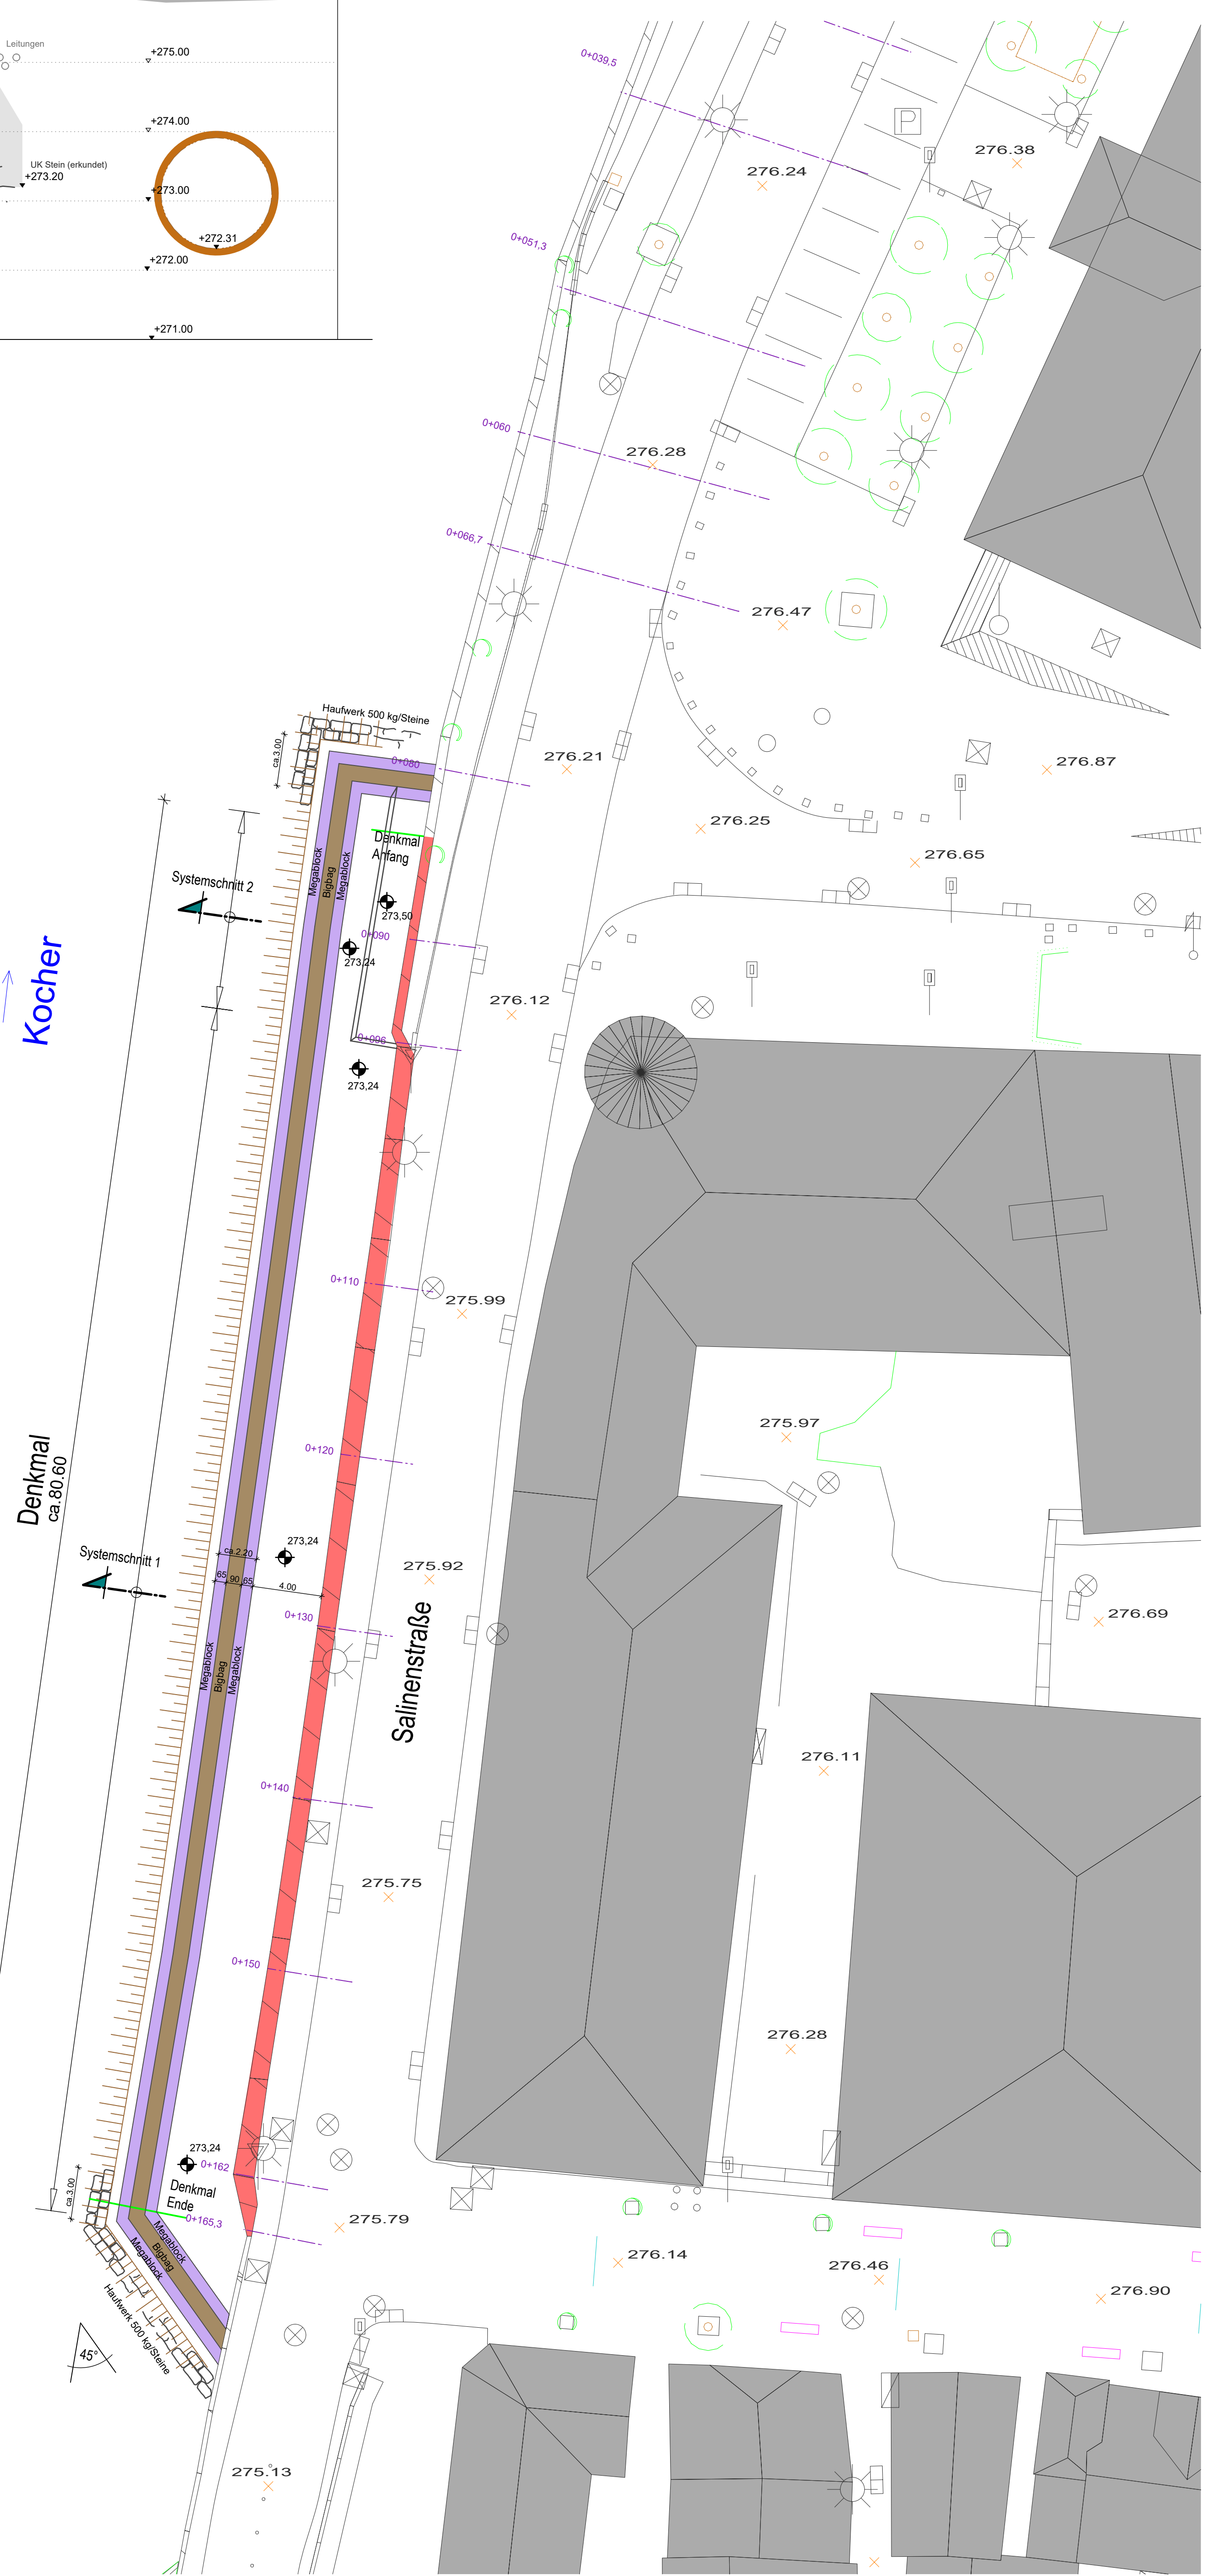 Leitungen
+275.00
+274.00
UK Stein (erkundet)
+273.20
+273.00
+272.31
+272.00
+271.00
0+039,5
P
276.38
276.24
0+051,3
0+060
276.28
0+066,7
276.47
Haufwerk 500 kg/Steine
ca.3.00
0+080
276.21
276.87
276.25
276.65
Denkmal
Anfang
Megablock
Bigbag
Megablock
Systemschnitt 2
273,50
0+090
273,24
Kocher
276.12
0+096
273,24
0+110
275.99
275.97
0+120
Denkmal
ca.80.60
273,24
Systemschnitt 1
ca.2.20
65
90
65
4.00
275.92
0+130
276.69
Salinenstraße
Megablock
Bigbag
Megablock
276.11
0+140
275.75
0+150
276.28
273,24
0+162
Denkmal
Ende
ca.3.00
0+165,3
275.79
Megablock
Bigbag
Megablock
276.14
276.46
276.90
Haufwerk 500 kg/Steine
45°
275.13